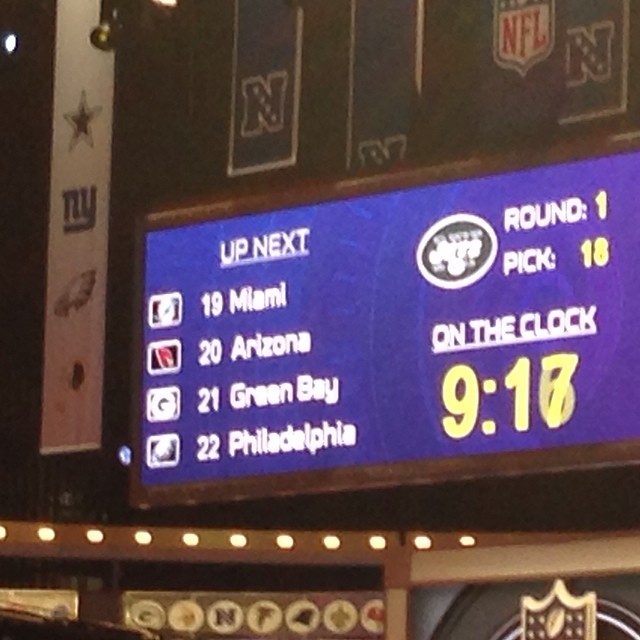 NFL
N
N
N
ny
UP NEXT
19 Miami
20 Arizona
21 Green Bay
22 Philadelphia
JETS
ROUND: 1
PICK: 18
ON THE CLOCK
9:17
G
G